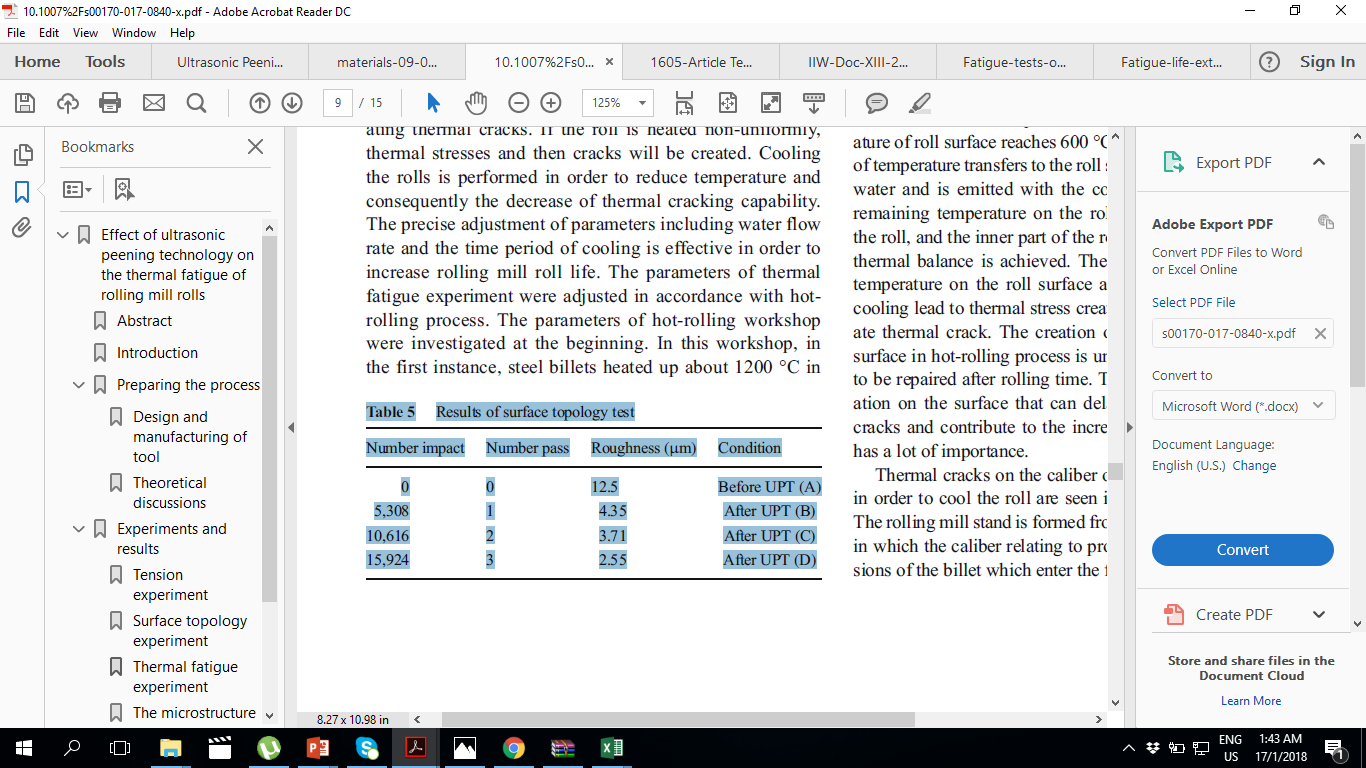 10.1007%2Fs00170-017-0840-x.pdf - Adobe Acrobat Reader DC
File Edit View Window Help
Home Tools Ultrasonic Peeni... materials-09-0... 10.1007%2Fs0... × 1605-Article Te... IIW-Doc-XIII-2... Fatigue-tests-o... Fatigue-life-ext... Sign In
9 / 15 125%
Bookmarks
Effect of ultrasonic
peening technology on
the thermal fatigue of
rolling mill rolls
Abstract
Introduction
Preparing the process
Design and
manufacturing of
tool
Theoretical
discussions
Experiments and
results
Tension
experiment
Surface topology
experiment
Thermal fatigue
experiment
The microstructure
ating thermal cracks. If the roll is heated non-uniformly,
thermal stresses and then cracks will be created. Cooling
the rolls is performed in order to reduce temperature and
consequently the decrease of thermal cracking capability.
The precise adjustment of parameters including water flow
rate and the time period of cooling is effective in order to
increase rolling mill roll life. The parameters of thermal
fatigue experiment were adjusted in accordance with hot-
rolling process. The parameters of hot-rolling workshop
were investigated at the beginning. In this workshop, in
the first instance, steel billets heated up about 1200 °C in
Table 5 Results of surface topology test
Number impact Number pass Roughness (μm) Condition
0 0 12.5 Before UPT (A)
5,308 1 4.35 After UPT (B)
10,616 2 3.71 After UPT (C)
15,924 3 2.55 After UPT (D)
ature of roll surface reaches 600 °C
of temperature transfers to the roll
water and is emitted with the co
remaining temperature on the rol
the roll, and the inner part of the r
thermal balance is achieved. The
temperature on the roll surface a
cooling lead to thermal stress crea
ate thermal crack. The creation o
surface in hot-rolling process is un
to be repaired after rolling time. T
ation on the surface that can del
cracks and contribute to the incre
has a lot of importance.
Thermal cracks on the caliber o
in order to cool the roll are seen i
The rolling mill stand is formed fro
in which the caliber relating to pro
sions of the billet which enter the f
8.27 x 10.98 in
Export PDF
Adobe Export PDF
Convert PDF Files to Word
or Excel Online
Select PDF File
s00170-017-0840-x.pdf
Convert to
Microsoft Word (*.docx)
Document Language:
English (U.S.) Change
Convert
Create PDF
Store and share files in the
Document Cloud
Learn More
ENG
US
1:43 AM
17/1/2018
1